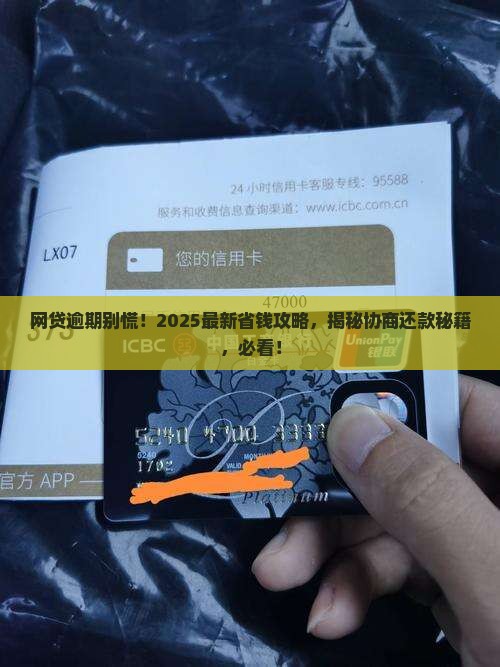 24 小时信用卡客服专线：95588
服务和收费信息查询渠道：www.icbc.com.cn
LX07
您的信用卡
47000
网贷逾期别慌！2025最新省钱攻略，揭秘协商还款秘籍
，必看！
ICBC
UnionPay
银联
官方 APP
Platinum